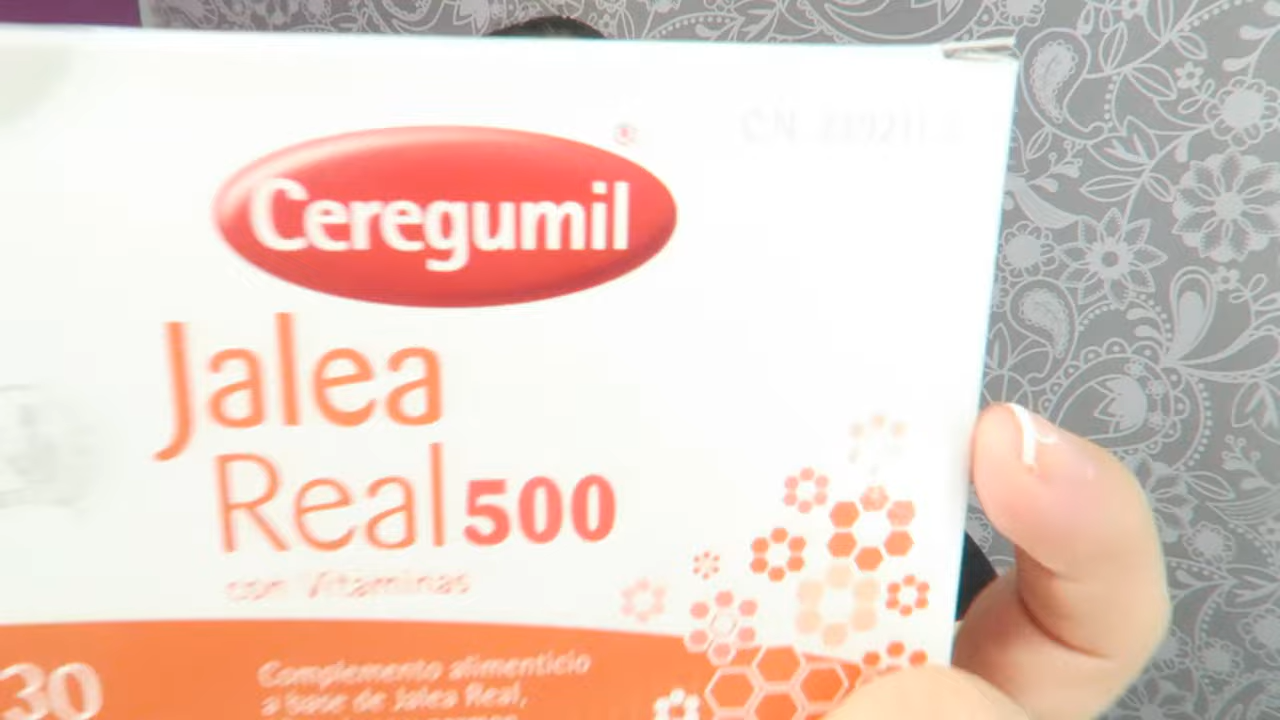 Ceregumil®
Jalea
Real 500
con Vitaminas
30
Complemento alimenticio
a base de Jalea Real,